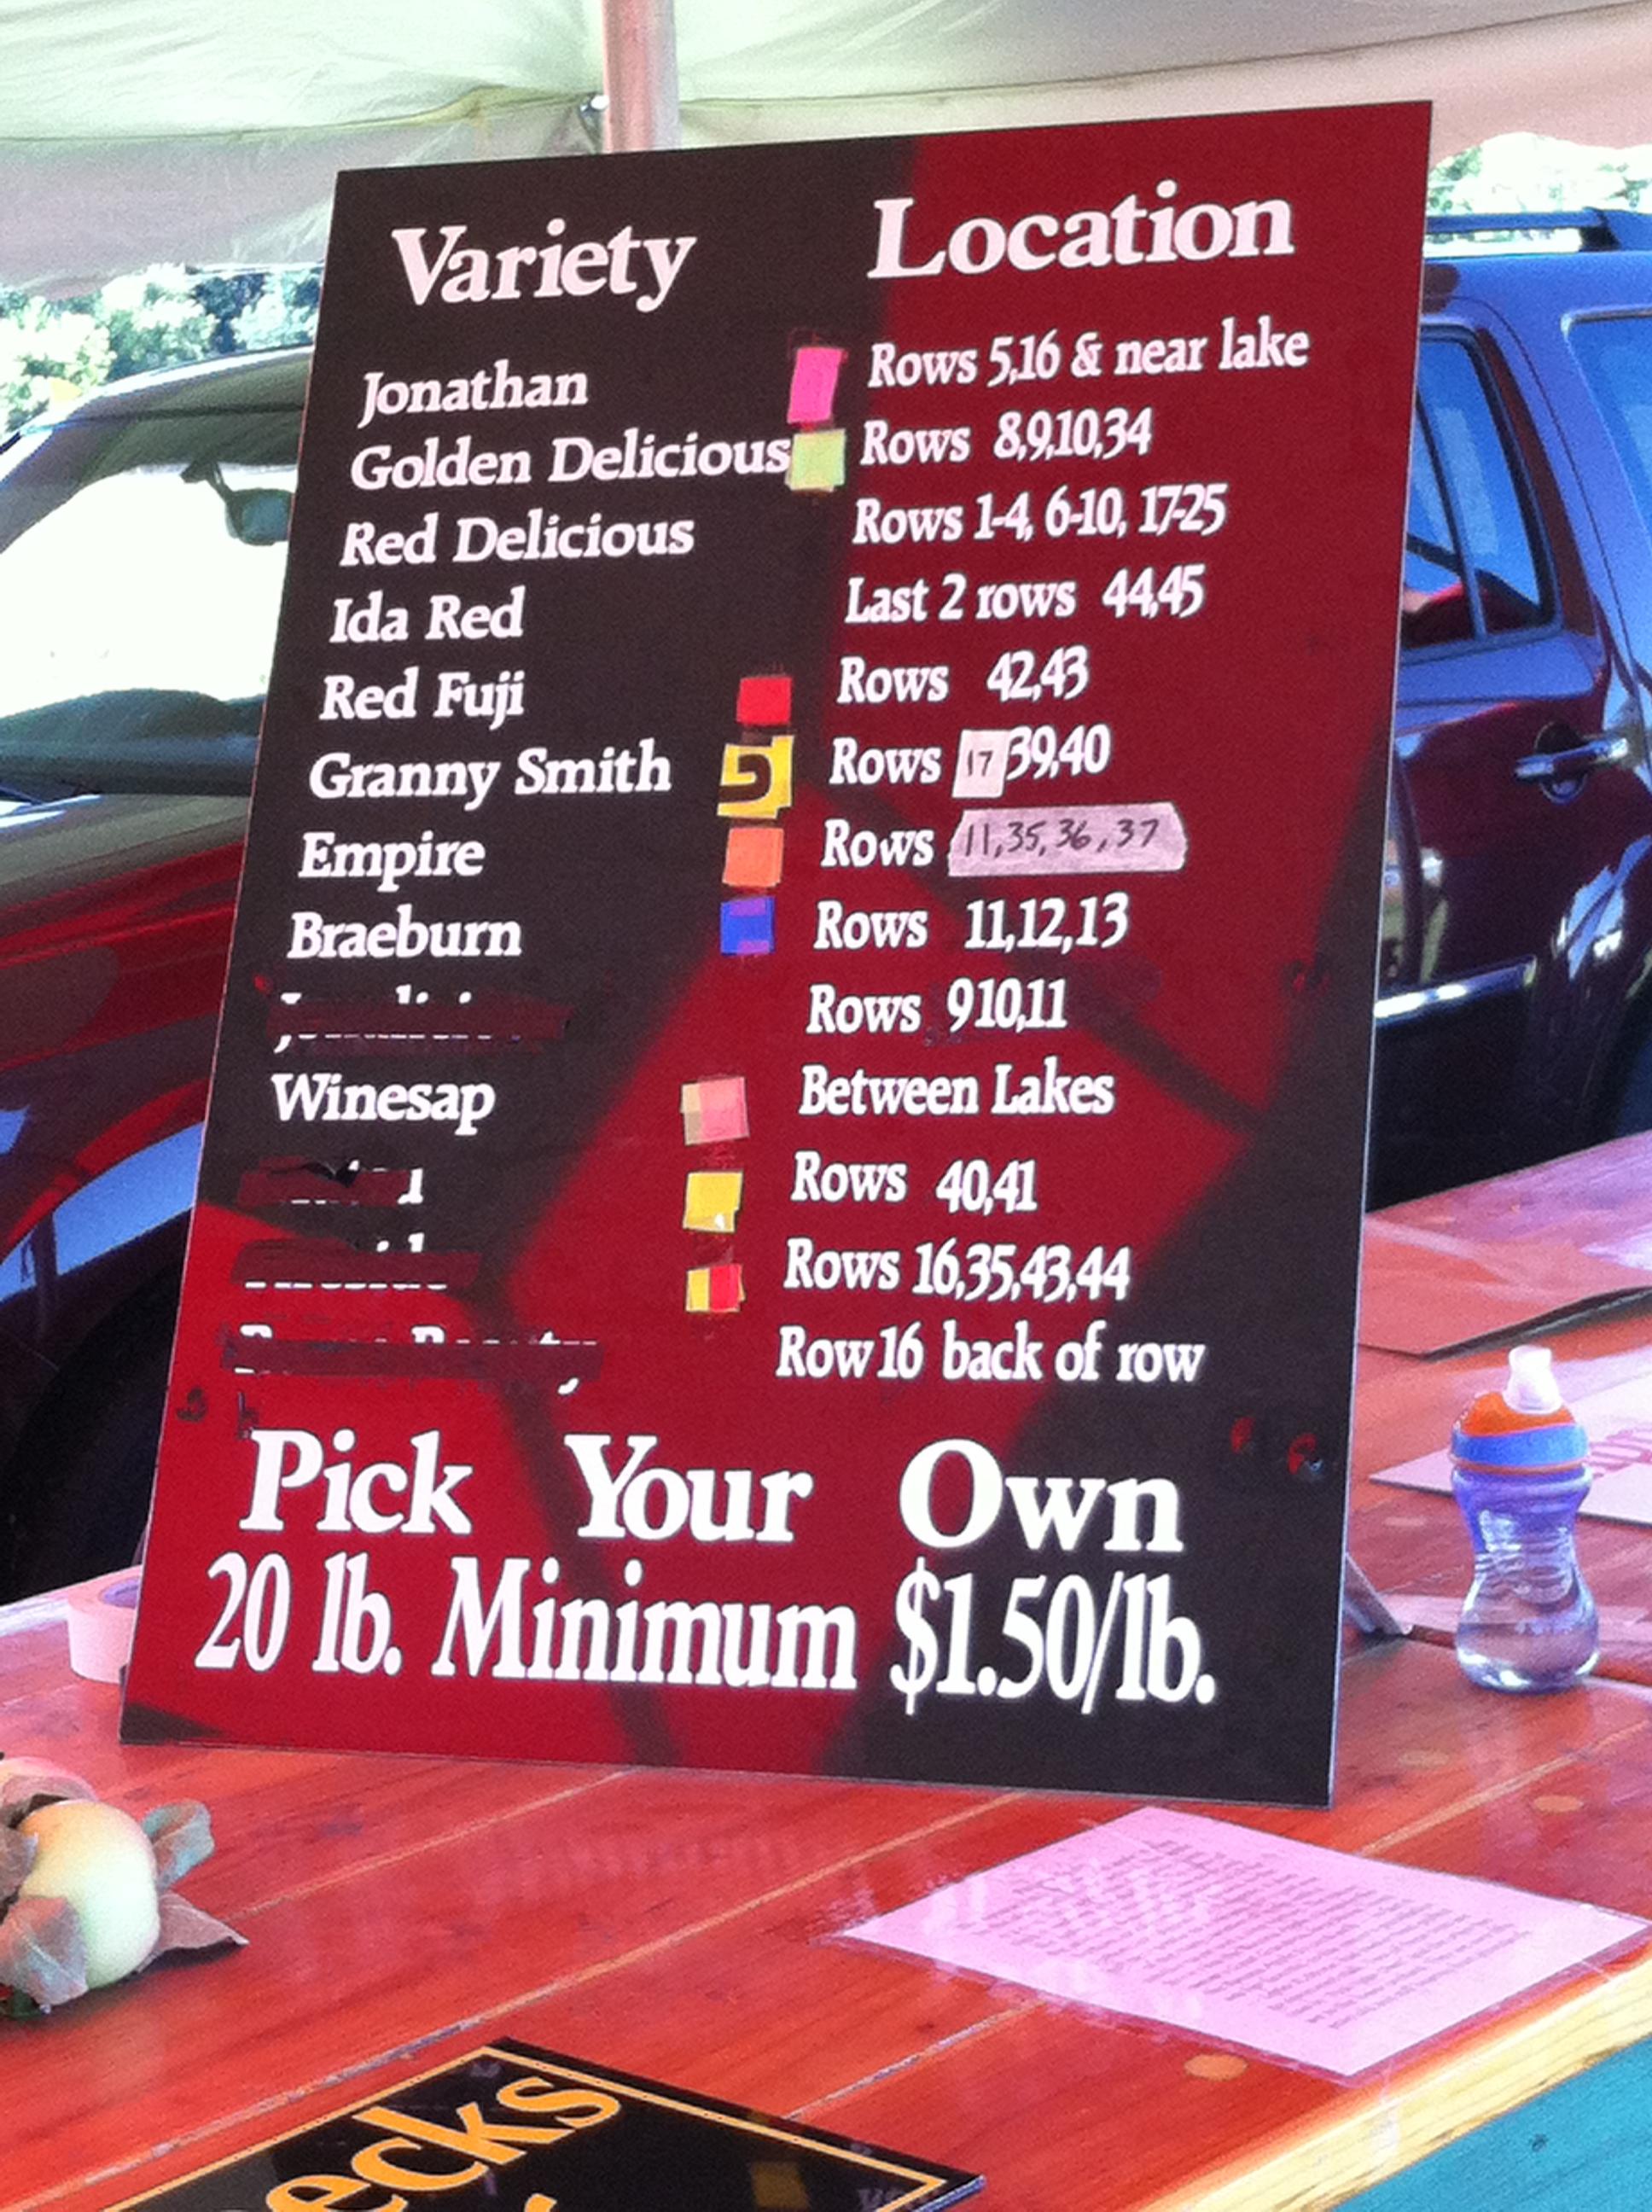 Variety Location
Jonathan Rows 5,16 & near lake
Golden Delicious Rows 8,9,10,34
Red Delicious Rows 1-4, 6-10, 17-25
Ida Red Last 2 rows 44,45
Red Fuji Rows 42,43
Granny Smith Rows 17,39,40
Empire Rows 11,35,36,37
Braeburn Rows 11,12,13
Rows 9,10,11
Winesap Between Lakes
Rows 40,41
Rows 16,35,43,44
Row 16 back of row
Pick Your Own
20 lb. Minimum $1.50/lb.
ecks